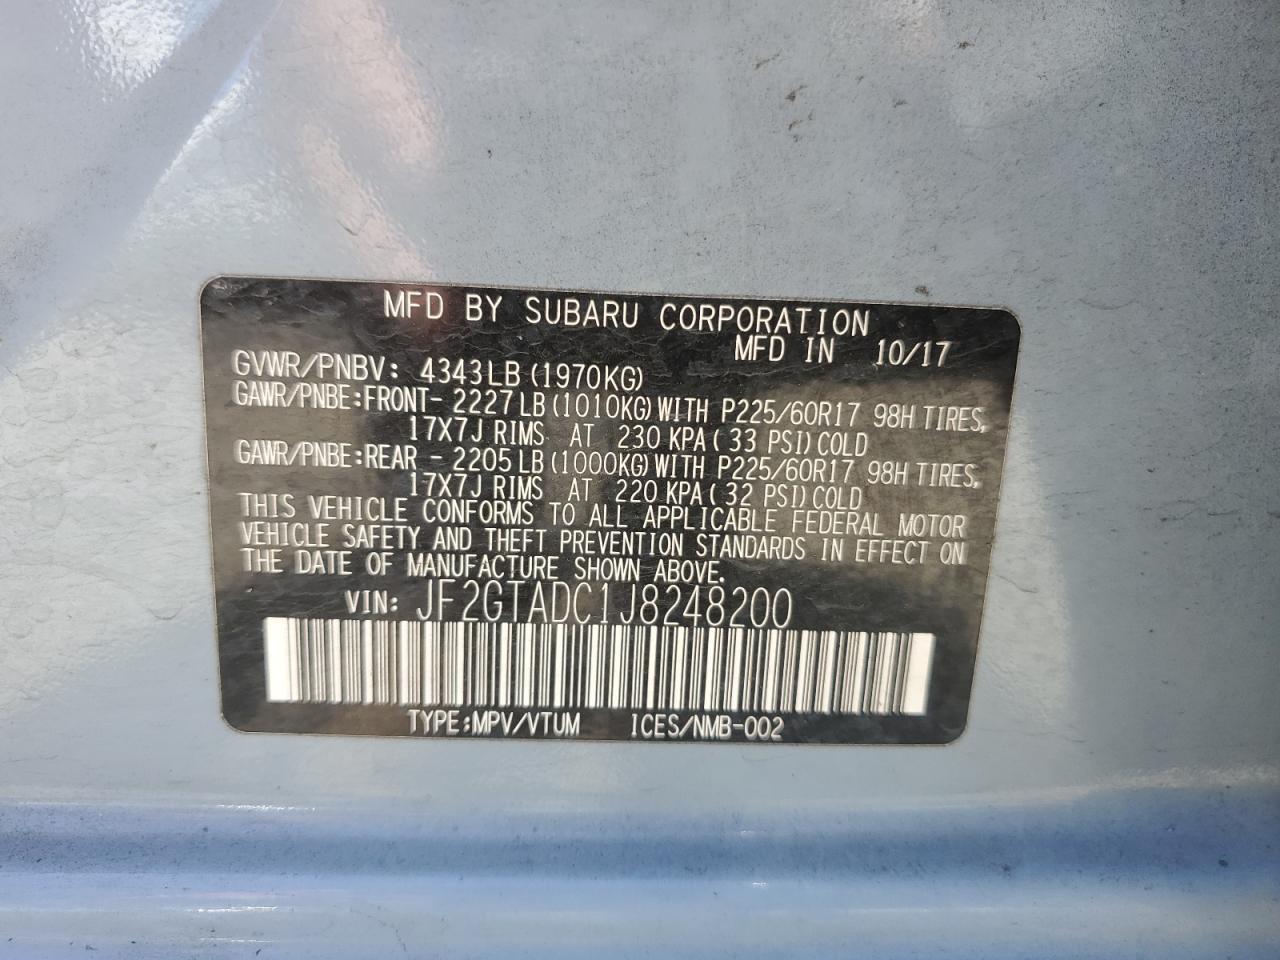 MFD BY SUBARU CORPORATION
MFD IN 10/17
GVWR/PNBV: 4343LB (1970KG)
GAWR/PNBE:FRONT- 2227LB (1010KG) WITH P225/60R17 98H TIRES,
17X7J RIMS AT 230 KPA( 33 PSI)COLD
GAWR/PNBE:REAR - 2205LB (1000KG) WITH P225/60R17 98H TIRES,
17X7J RIMS AT 220 KPA( 32 PSI)COLD
THIS VEHICLE CONFORMS TO ALL APPLICABLE FEDERAL MOTOR
VEHICLE SAFETY AND THEFT PREVENTION STANDARDS IN EFFECT ON
THE DATE OF MANUFACTURE SHOWN ABOVE.
VIN: JF2GTADC1J8248200
TYPE:MPV/VTUM ICES/NMB-002